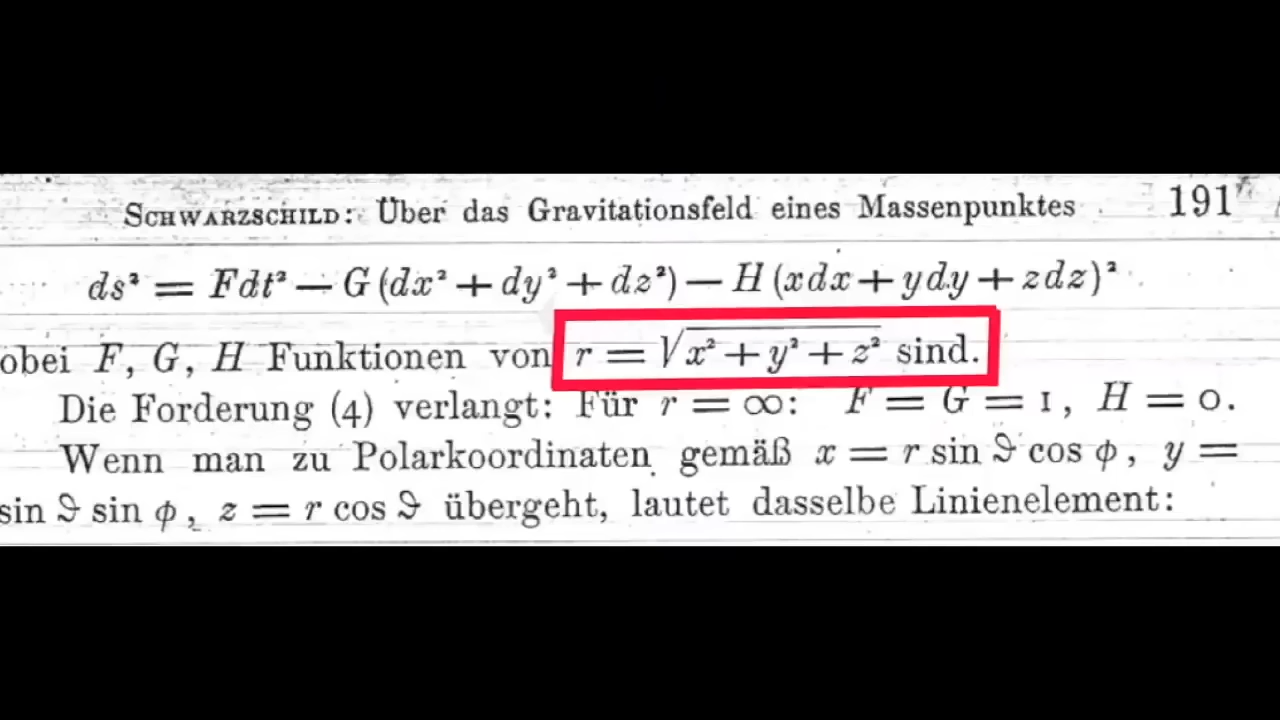 SCHWARZSCHILD: Über das Gravitationsfeld eines Massenpunktes 191
ds² = Fdt² — G(dx² + dy² + dz²) — H(xdx + ydy + zdz)²
obei F, G, H Funktionen von r = √x² + y² + z² sind.
Die Forderung (4) verlangt: Für r = ∞: F = G = 1, H = 0.
Wenn man zu Polarkoordinaten gemäß x = r sin ϑ cos ϕ, y =
sin ϑ sin ϕ, z = r cos ϑ übergeht, lautet dasselbe Linienelement: